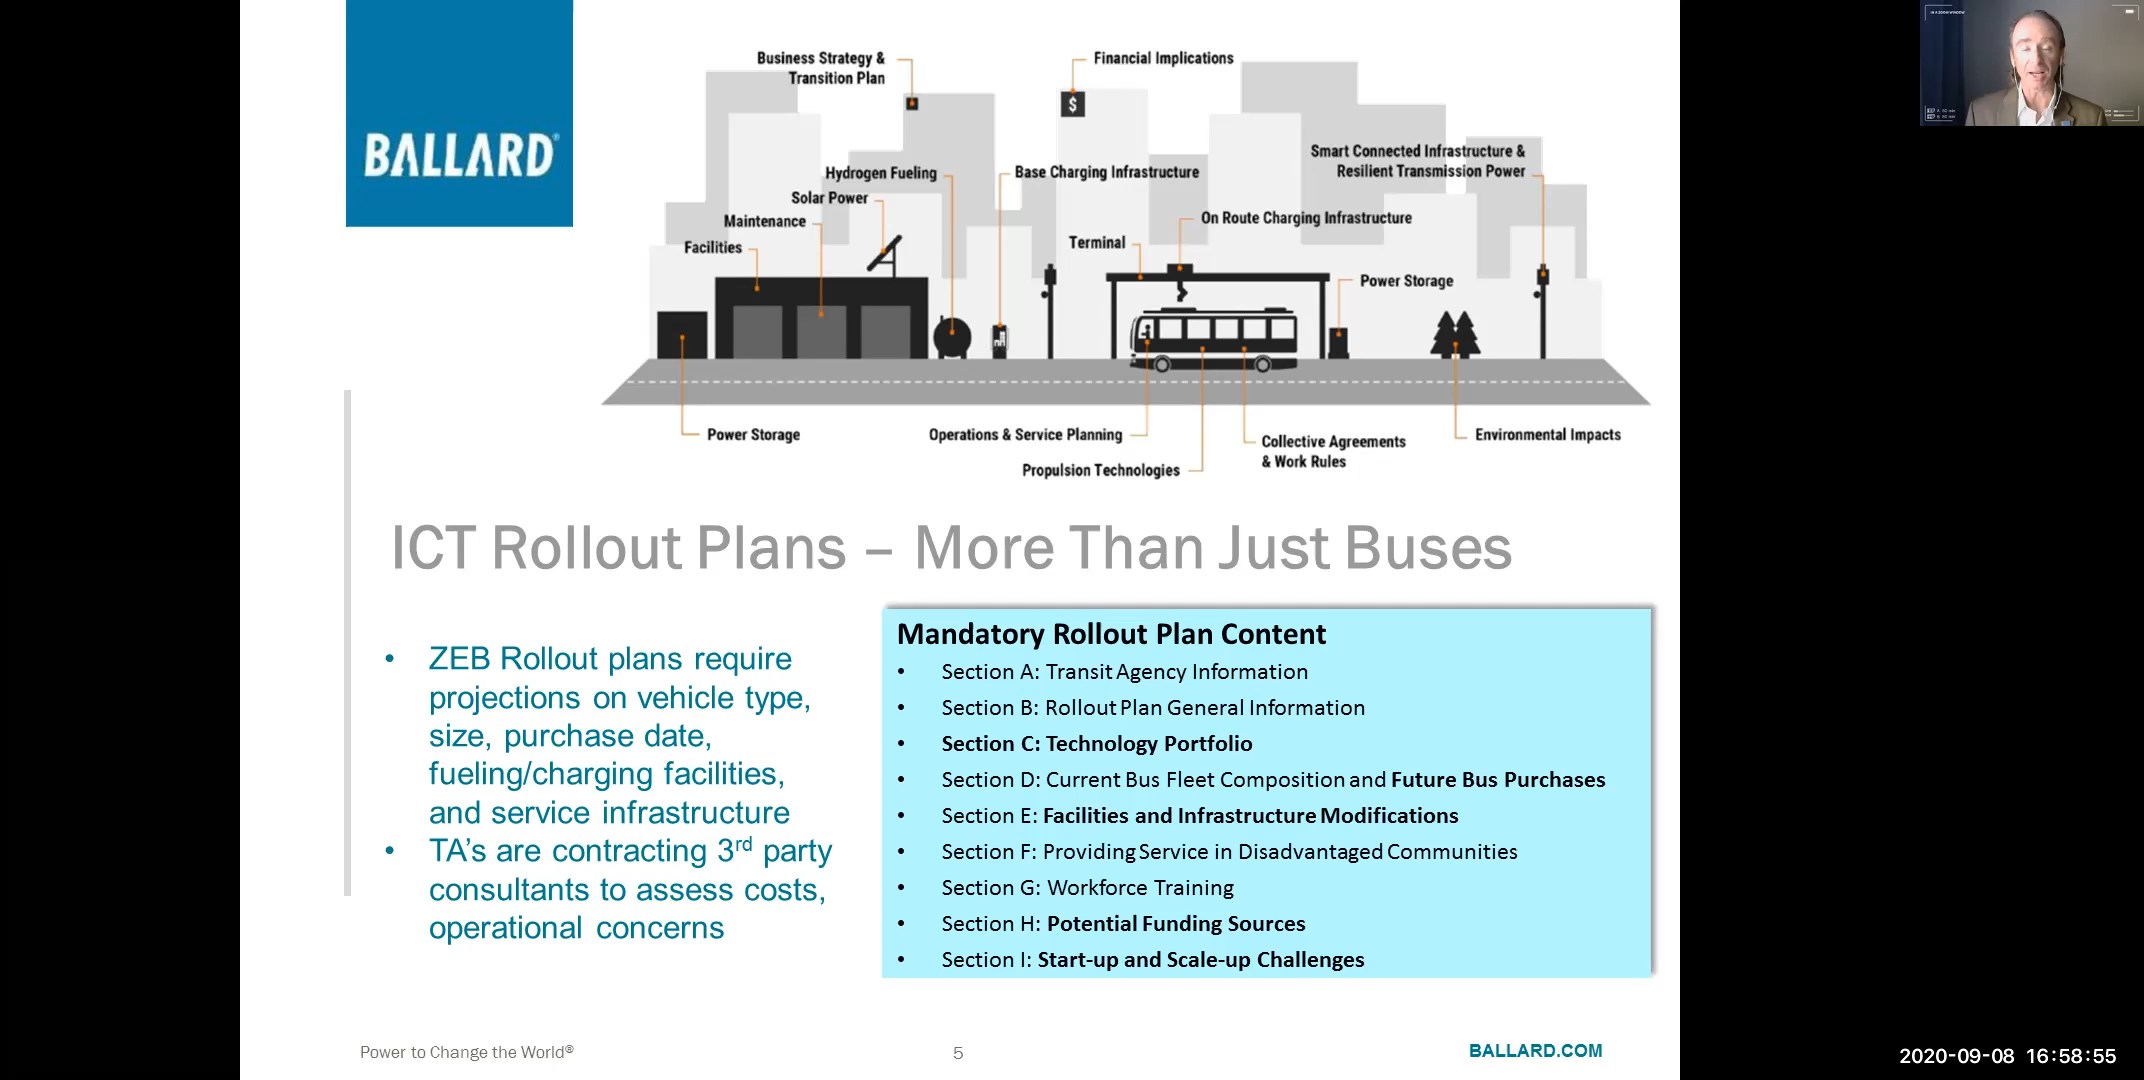 BALLARD®
Business Strategy &
Transition Plan
Financial Implications
$
Smart Connected Infrastructure &
Resilient Transmission Power
Hydrogen Fueling
Base Charging Infrastructure
Solar Power
Maintenance
On Route Charging Infrastructure
Facilities
Terminal
Power Storage
Power Storage
Operations & Service Planning
Collective Agreements
& Work Rules
Environmental Impacts
Propulsion Technologies
ICT Rollout Plans – More Than Just Buses
• ZEB Rollout plans require
projections on vehicle type,
size, purchase date,
fueling/charging facilities,
and service infrastructure
• TA’s are contracting 3rd party
consultants to assess costs,
operational concerns
Mandatory Rollout Plan Content
• Section A: Transit Agency Information
• Section B: Rollout Plan General Information
• Section C: Technology Portfolio
• Section D: Current Bus Fleet Composition and Future Bus Purchases
• Section E: Facilities and Infrastructure Modifications
• Section F: Providing Service in Disadvantaged Communities
• Section G: Workforce Training
• Section H: Potential Funding Sources
• Section I: Start-up and Scale-up Challenges
Power to Change the World®
5
BALLARD.COM
2020-09-08 16:58:55